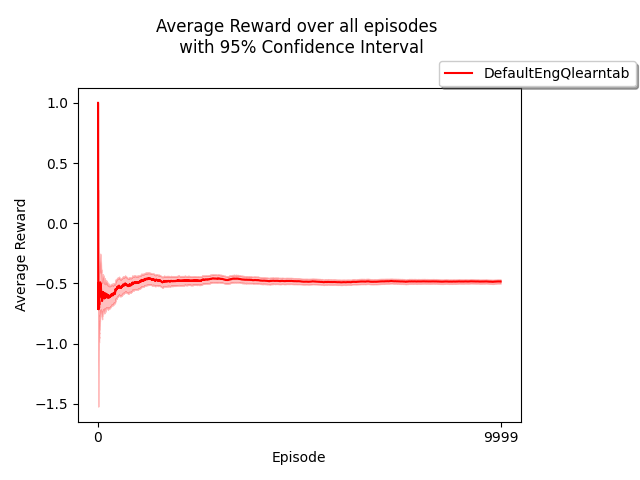 Average Reward over all episodes
with 95% Confidence Interval
DefaultEngQlearntab
1.0
0.5
0.0
−0.5
−1.0
−1.5
Average Reward
0
9999
Episode